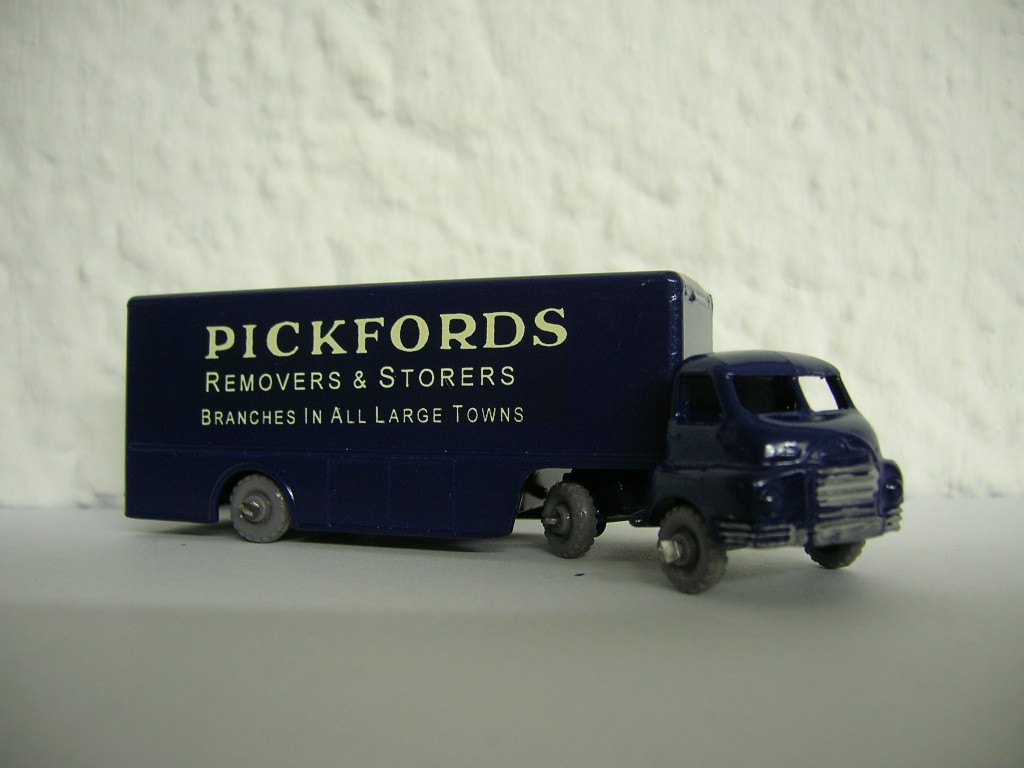 PICKFORDS
REMOVERS & STORERS
BRANCHES IN ALL LARGE TOWNS